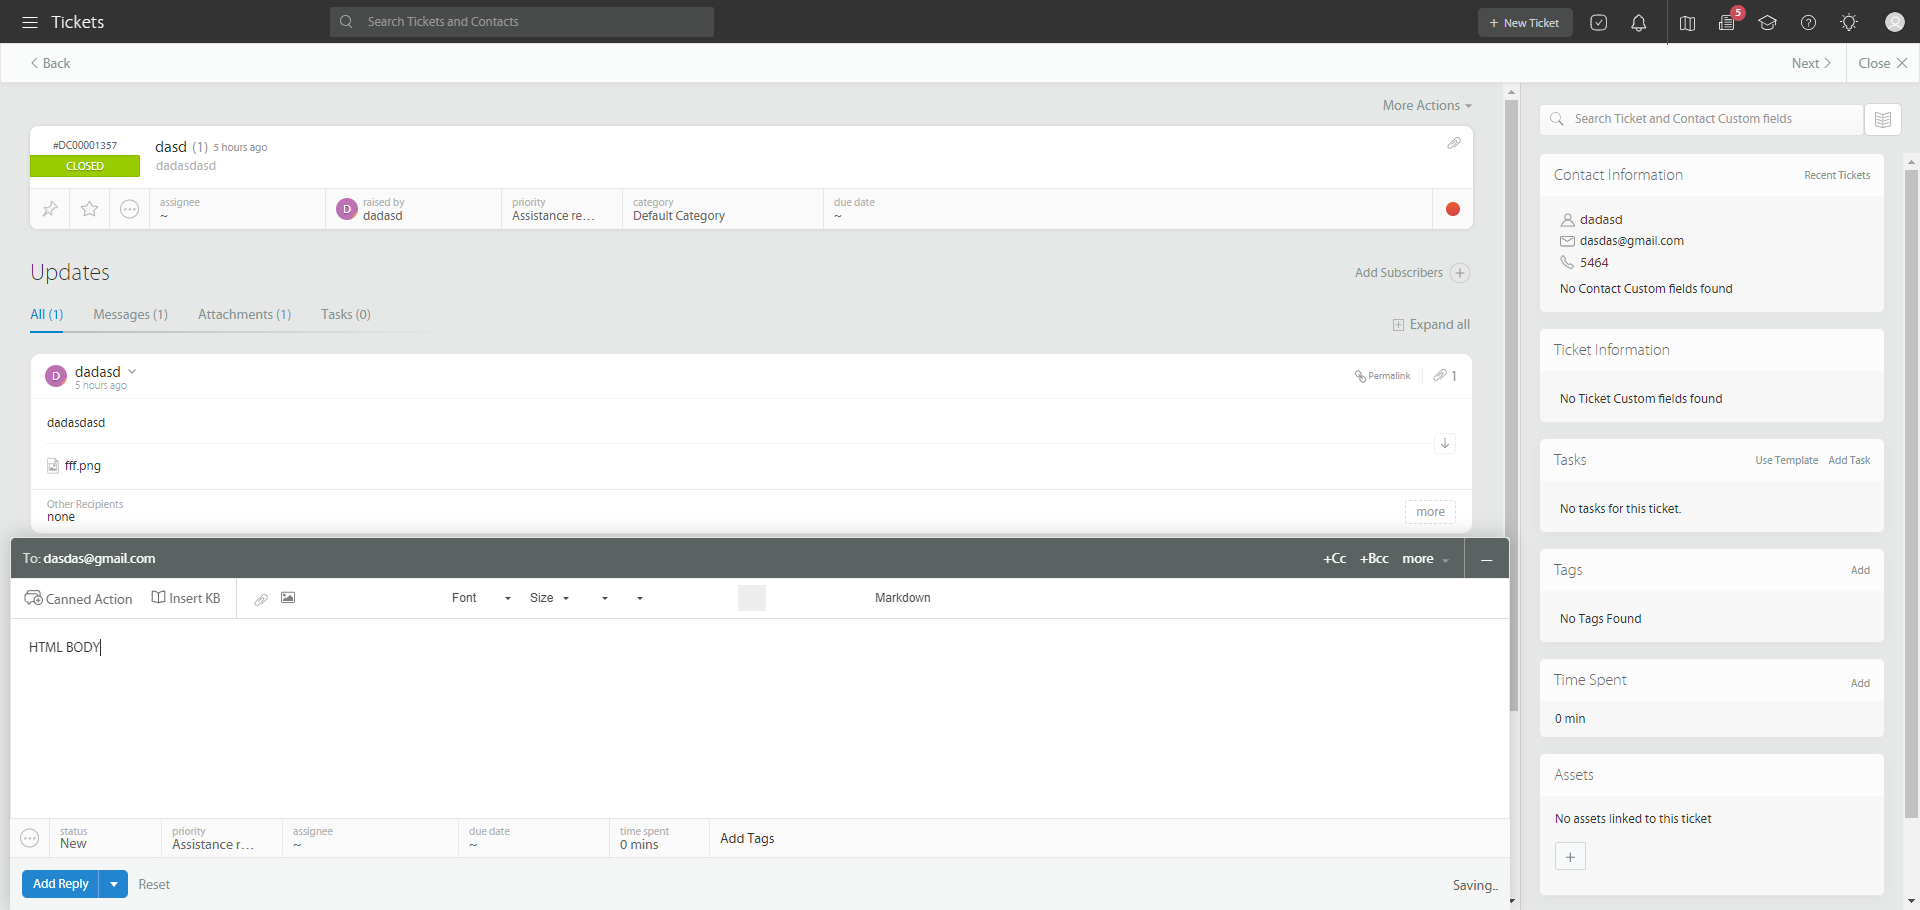 Tickets
Search Tickets and Contacts
+ New Ticket
5
Back
Next
Close
More Actions
#DC00001357
CLOSED
dasd (1) 5 hours ago
dadasdasd
assignee
~
D
raised by
dadasd
priority
Assistance re...
category
Default Category
due date
~
Updates
Add Subscribers
All (1)
Messages (1)
Attachments (1)
Tasks (0)
Expand all
D
dadasd
5 hours ago
Permalink
1
dadasdasd
fff.png
Other Recipients
none
more
To: dasdas@gmail.com
+Cc
+Bcc
more
Canned Action
Insert KB
Font
Size
Markdown
HTML BODY
status
New
priority
Assistance r...
assignee
~
due date
~
time spent
0 mins
Add Tags
Add Reply
Reset
Saving..
Search Ticket and Contact Custom fields
Contact Information
Recent Tickets
dadasd
dasdas@gmail.com
5464
No Contact Custom fields found
Ticket Information
No Ticket Custom fields found
Tasks
Use Template
Add Task
No tasks for this ticket.
Tags
Add
No Tags Found
Time Spent
Add
0 min
Assets
No assets linked to this ticket